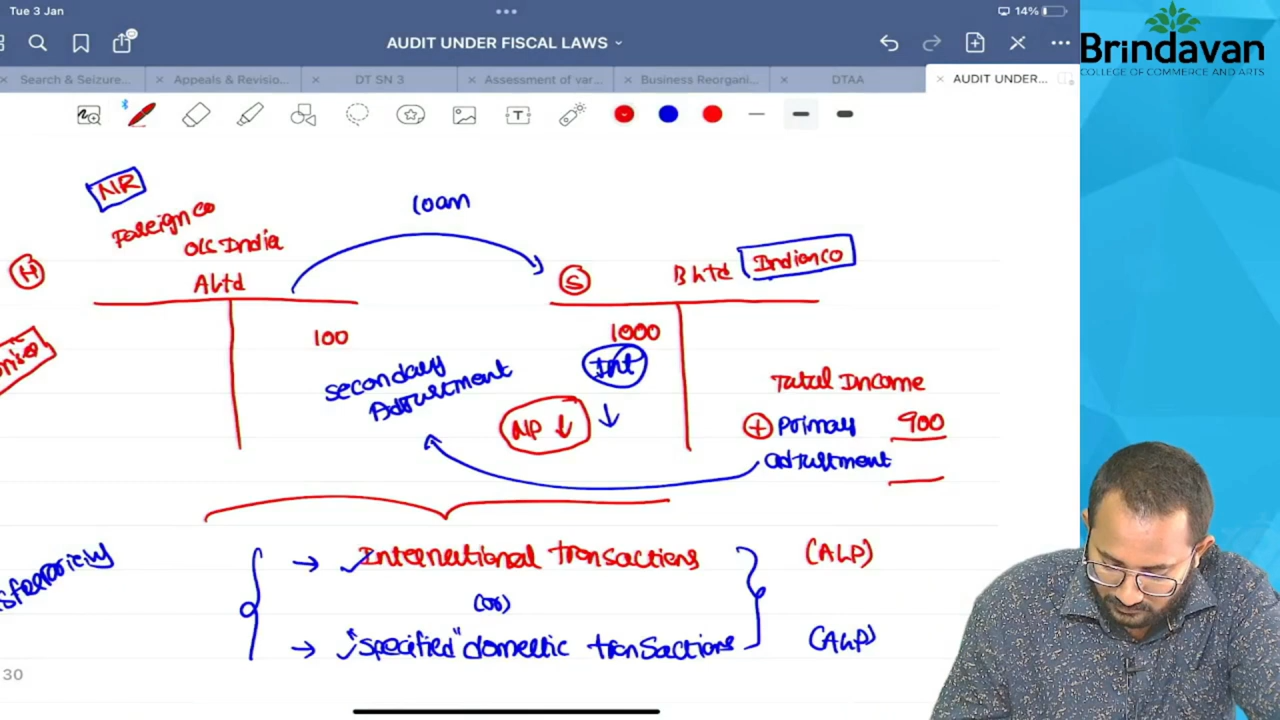 Tue 3 Jan
14%
AUDIT UNDER FISCAL LAWS
Brindavan
COLLEGE OF COMMERCE AND ARTS
Search & Seizure...
Appeals & Revisio...
DT SN 3
Assessment of var...
Business Reorgani...
DTAA
AUDIT UNDER...
T
NR
Foreign Co
O/S India
loan
H
A Ltd
S
B Ltd
Indian Co
100
1000
Int
secondary
Adjustment
NP ↓ ↓
Total Income
+ Primary 900
adjustment
→ International transactions (ALP)
(or)
→ "specified" domestic transactions (ALP)
30